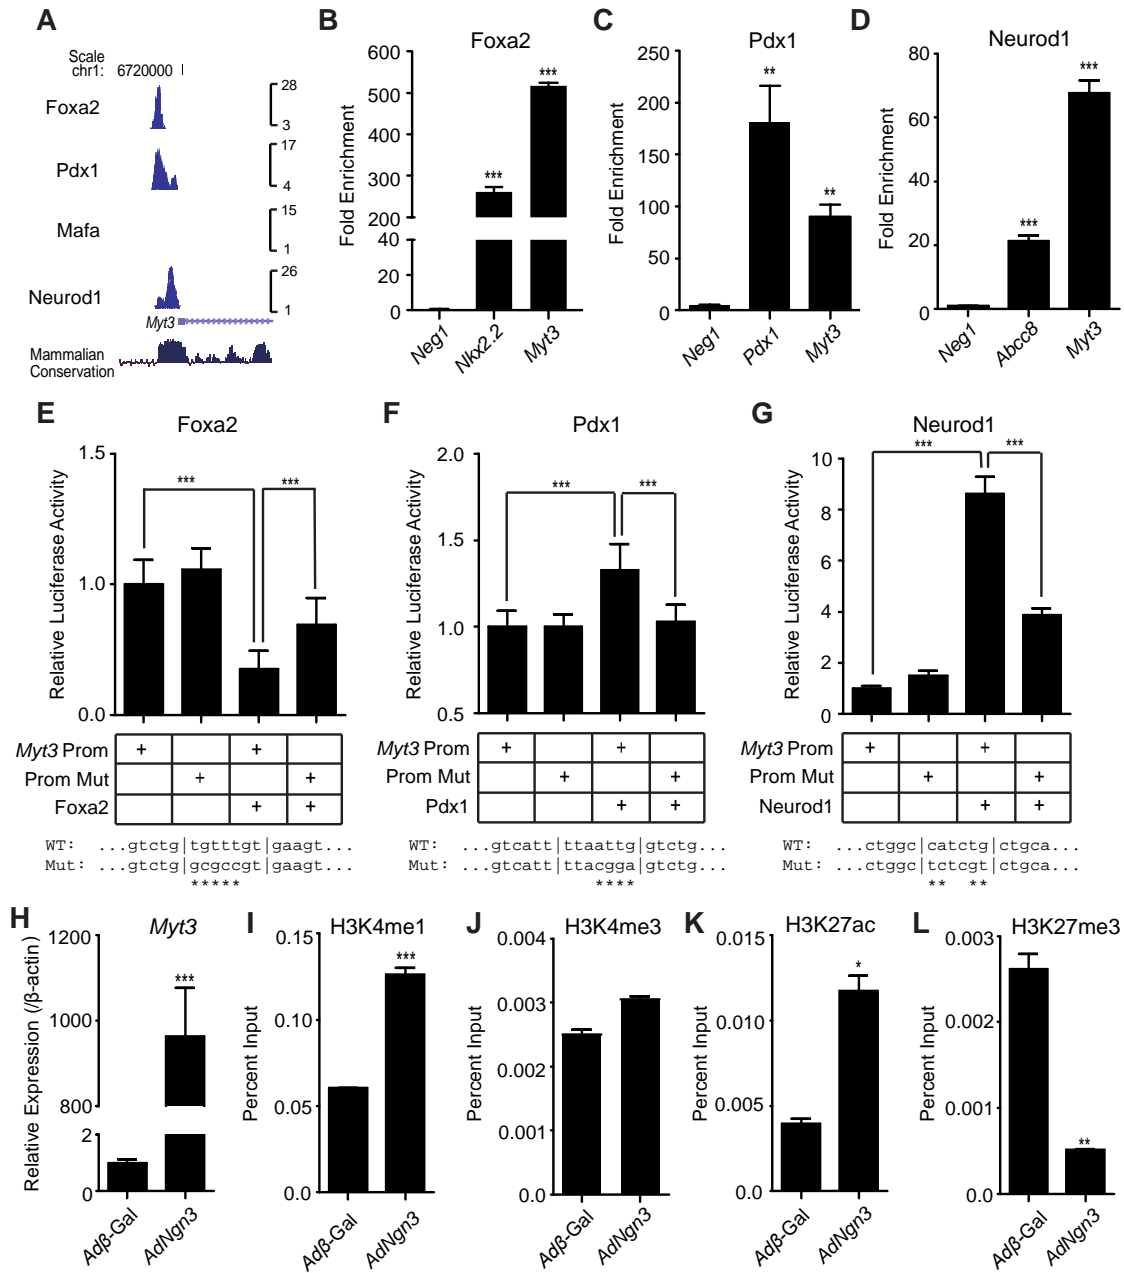 A
Scale
chr1:
6720000
Foxa2
28
3
Pdx1
17
4
Mafa
15
1
Neurod1
26
1
Myt3
Mammalian
Conservation
B
Foxa2
Fold Enrichment
600
500
400
300
200
40
20
0
***
***
Neg1
Nkx2.2
Myt3
C
Pdx1
Fold Enrichment
250
200
150
100
50
0
**
**
Neg1
Pdx1
Myt3
D
Neurod1
Fold Enrichment
80
60
40
20
0
***
***
Neg1
Abcc8
Myt3
E
Foxa2
Relative Luciferase Activity
1.5
1.0
0.0
***
***
Myt3 Prom + +
Prom Mut + +
Foxa2 + +
WT: ...gtctg|tgtttgt|gaagt...
Mut: ...gtctg|gcgccgt|gaagt...
*****
F
Pdx1
Relative Luciferase Activity
2.0
1.5
1.0
0.5
***
***
Myt3 Prom + +
Prom Mut + +
Pdx1 + +
WT: ...gtcatt|ttaattg|gtctg...
Mut: ...gtcatt|ttacgga|gtctg...
****
G
Neurod1
Relative Luciferase Activity
10
8
6
4
2
0
***
***
Myt3 Prom + +
Prom Mut + +
Neurod1 + +
WT: ...ctggc|catctg|ctgca...
Mut: ...ctggc|tctcgt|ctgca...
** **
H
Myt3
Relative Expression (/β-actin)
1200
1000
800
2
0
***
Adβ-Gal
AdNgn3
I
H3K4me1
Percent Input
0.15
0.10
0.05
0.0
***
Adβ-Gal
AdNgn3
J
H3K4me3
Percent Input
0.004
0.003
0.002
0.001
0.0
Adβ-Gal
AdNgn3
K
H3K27ac
Percent Input
0.015
0.010
0.005
0.0
*
Adβ-Gal
AdNgn3
L
H3K27me3
Percent Input
0.003
0.002
0.001
0.0
**
Adβ-Gal
AdNgn3